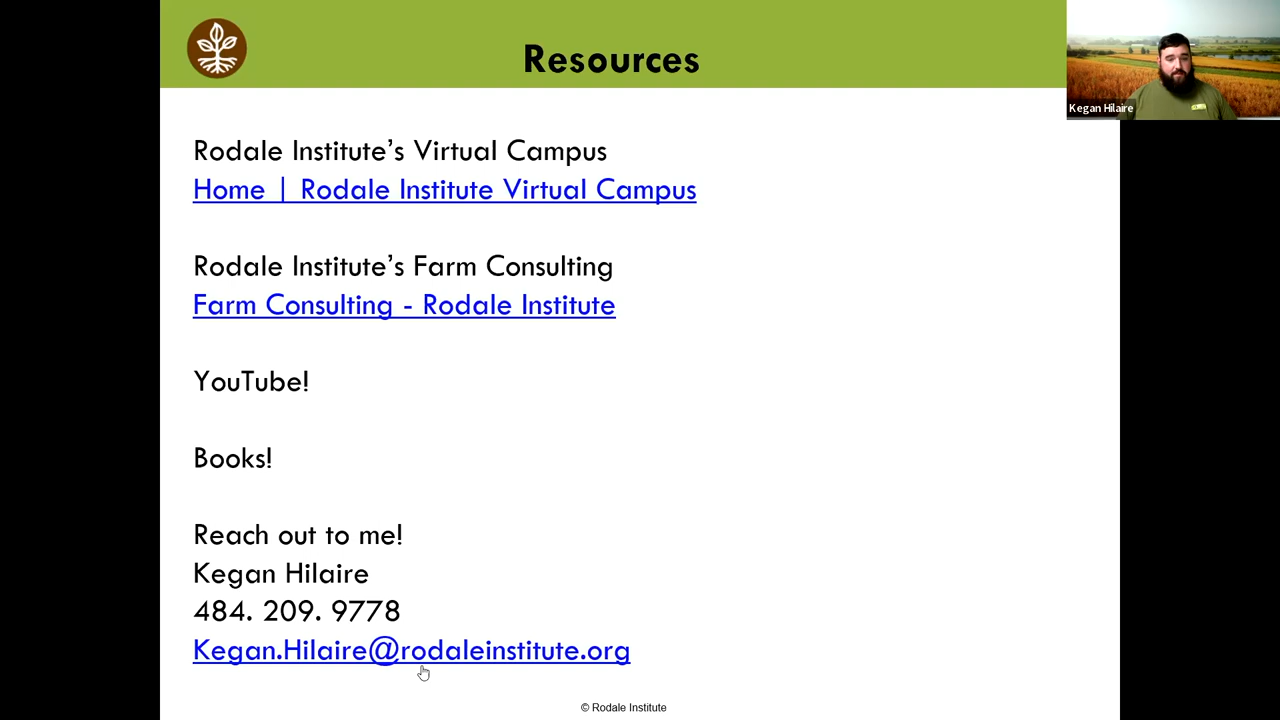 Resources
Kegan Hilaire
Rodale Institute's Virtual Campus
Home | Rodale Institute Virtual Campus
Rodale Institute's Farm Consulting
Farm Consulting - Rodale Institute
YouTube!
Books!
Reach out to me!
Kegan Hilaire
484. 209. 9778
Kegan.Hilaire@rodaleinstitute.org
© Rodale Institute